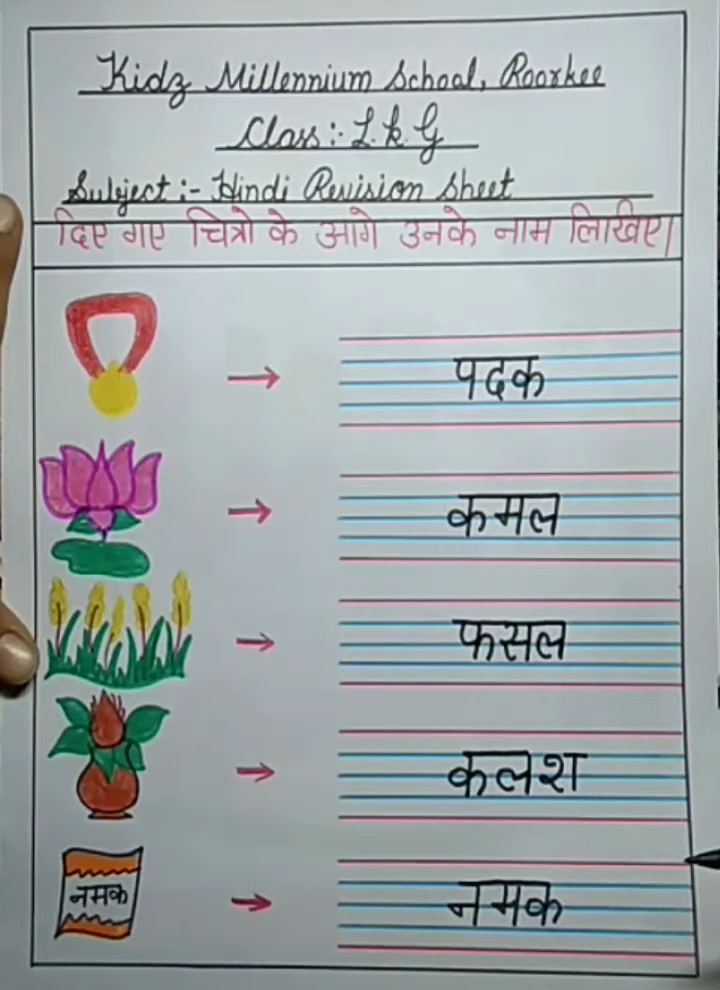 Kidz Millennium School, Roorkee
Class:- L.k.G
Subject:- Hindi Revision Sheet
दिए गए चित्रो के आगे उनके नाम लिखिए।
→ पदक
→ कमल
→ फसल
→ कलश
नमक → नमक